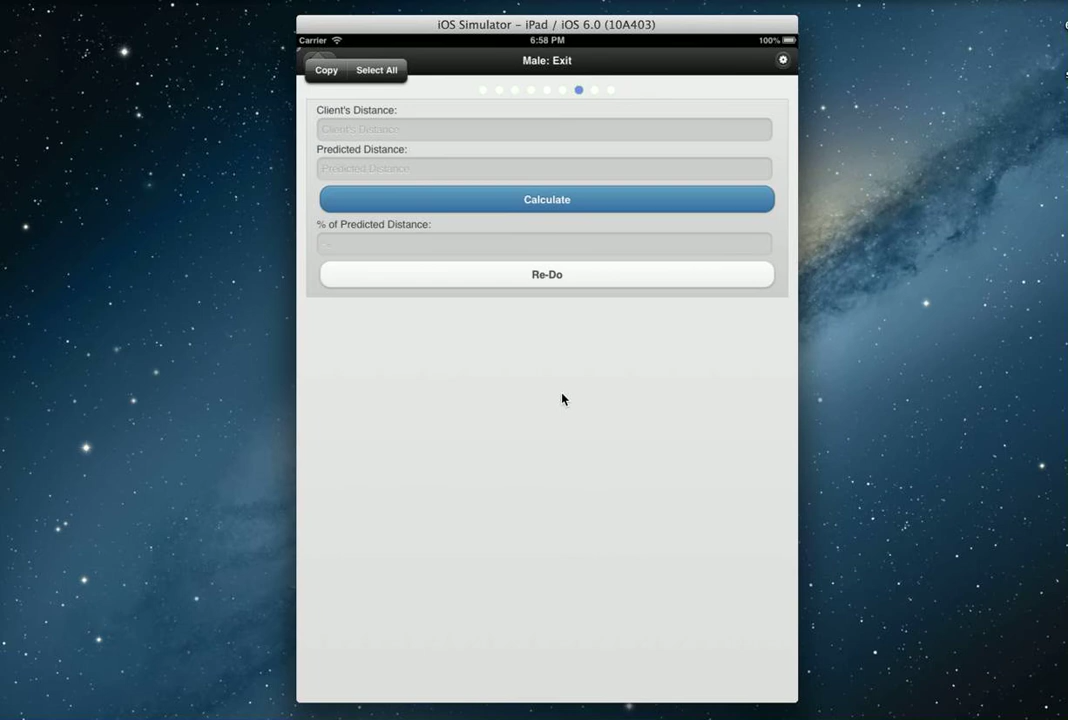 iOS Simulator – iPad / iOS 6.0 (10A403)
Carrier 6:58 PM 100%
Male: Exit
Copy Select All
Client's Distance:
Client's Distance
Predicted Distance:
Predicted Distance
Calculate
% of Predicted Distance:
Re-Do